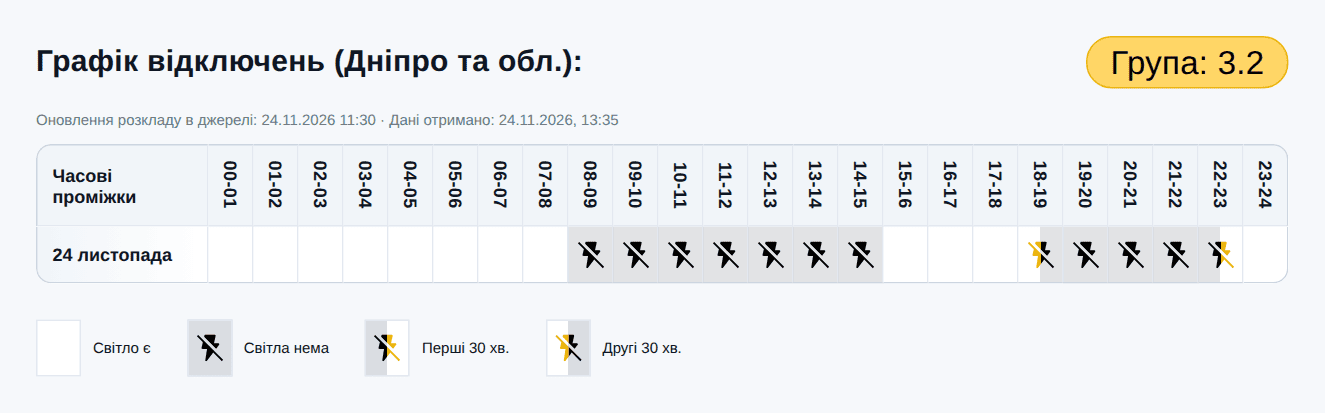 Графік відключень (Дніпро та обл.):
Група: 3.2
Оновлення розкладу в джерелі: 24.11.2026 11:30 · Дані отримано: 24.11.2026, 13:35
Часові
проміжки
00-01
01-02
02-03
03-04
04-05
05-06
06-07
07-08
08-09
09-10
10-11
11-12
12-13
13-14
14-15
15-16
16-17
17-18
18-19
19-20
20-21
21-22
22-23
23-24
24 листопада
Світло є
Світла нема
Перші 30 хв.
Другі 30 хв.